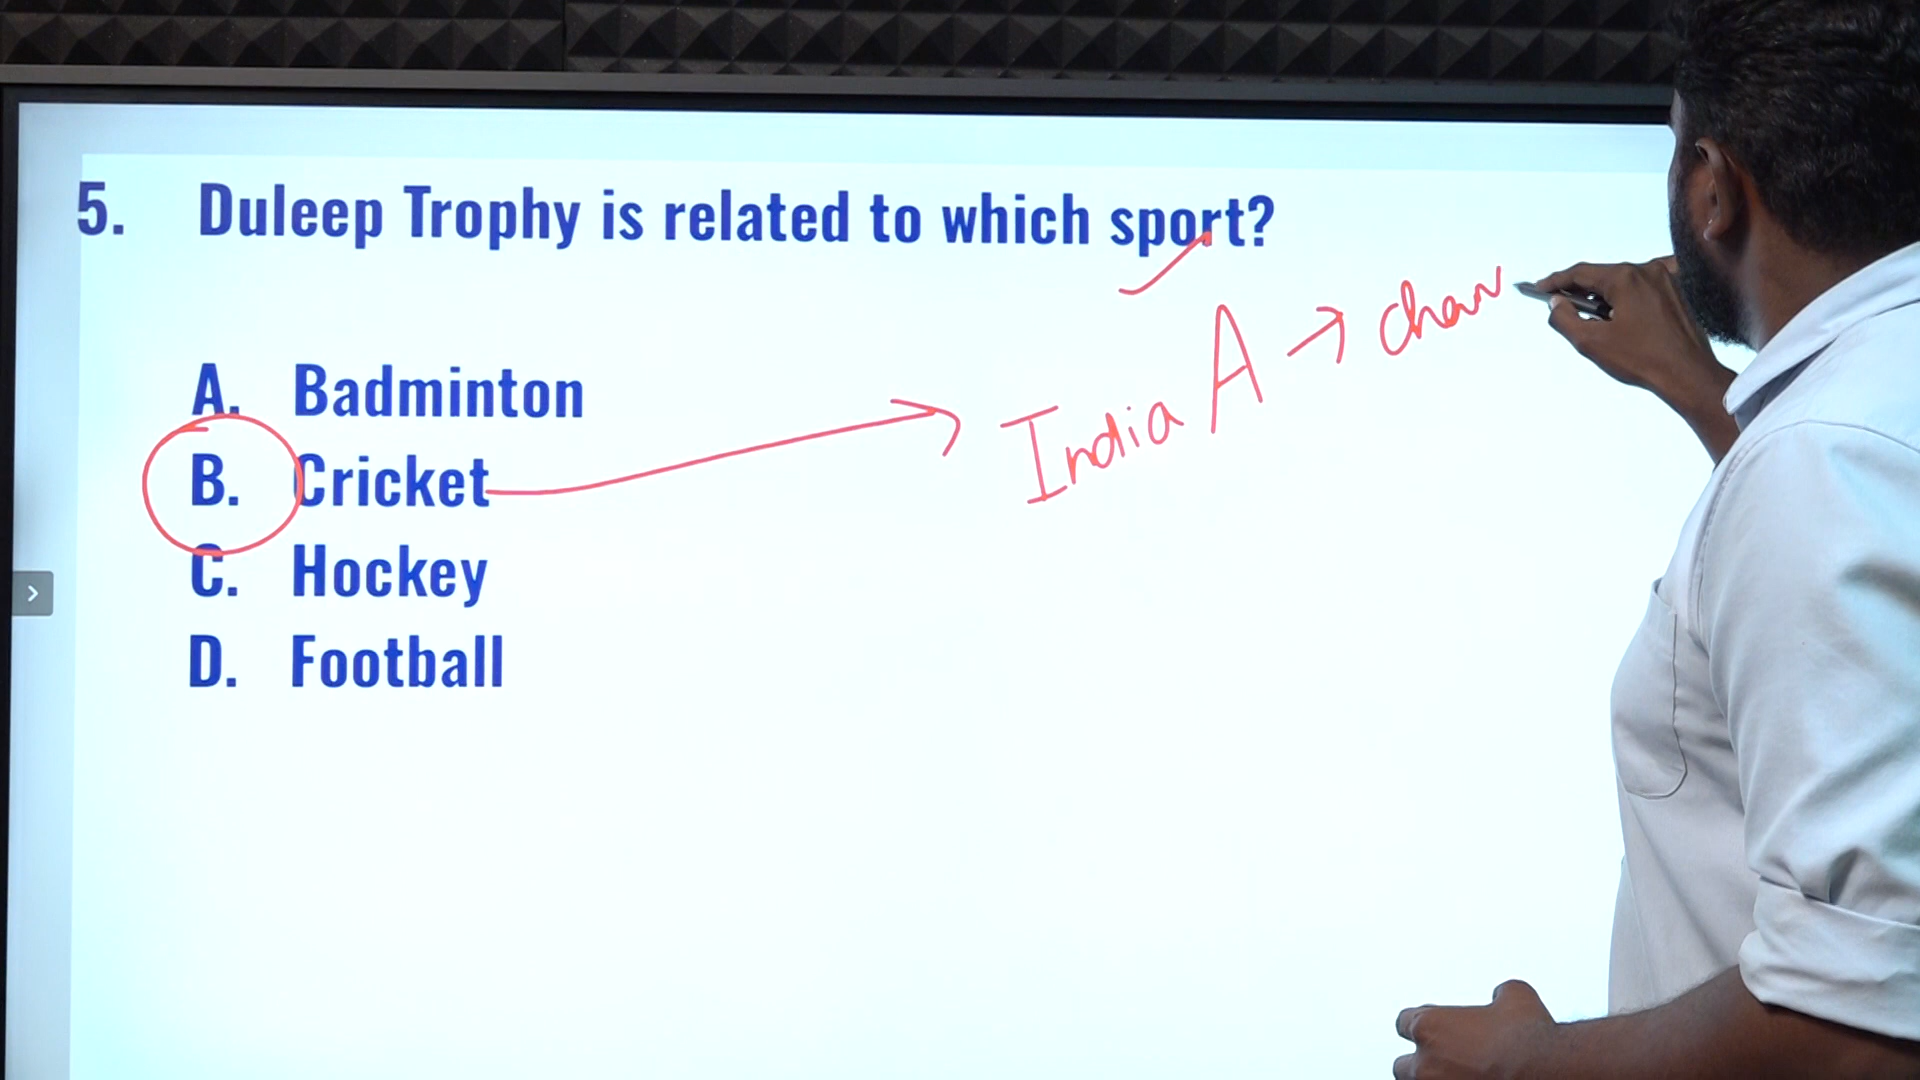 5. Duleep Trophy is related to which sport?
A. Badminton
B. Cricket → India A → chan
C. Hockey
D. Football